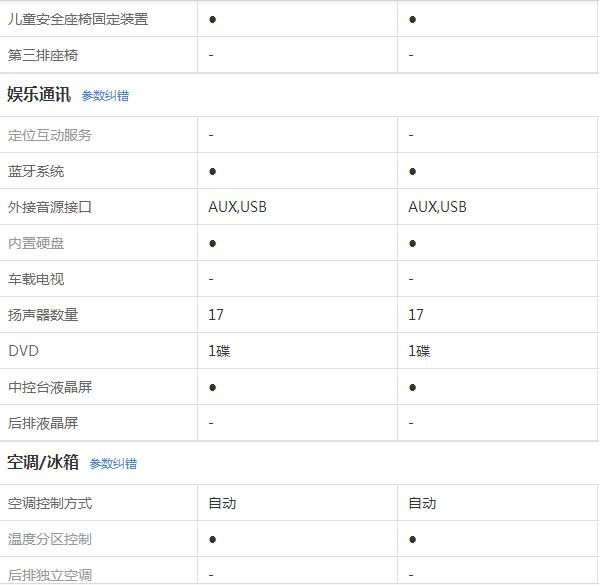 儿童安全座椅固定装置 ● ●
第三排座椅 - -
娱乐通讯 参数纠错
定位互动服务 - -
蓝牙系统 ● ●
外接音源接口 AUX,USB AUX,USB
内置硬盘 ● ●
车载电视 - -
扬声器数量 17 17
DVD 1碟 1碟
中控台液晶屏 ● ●
后排液晶屏 - -
空调/冰箱 参数纠错
空调控制方式 自动 自动
温度分区控制 ● ●
后排独立空调 - -